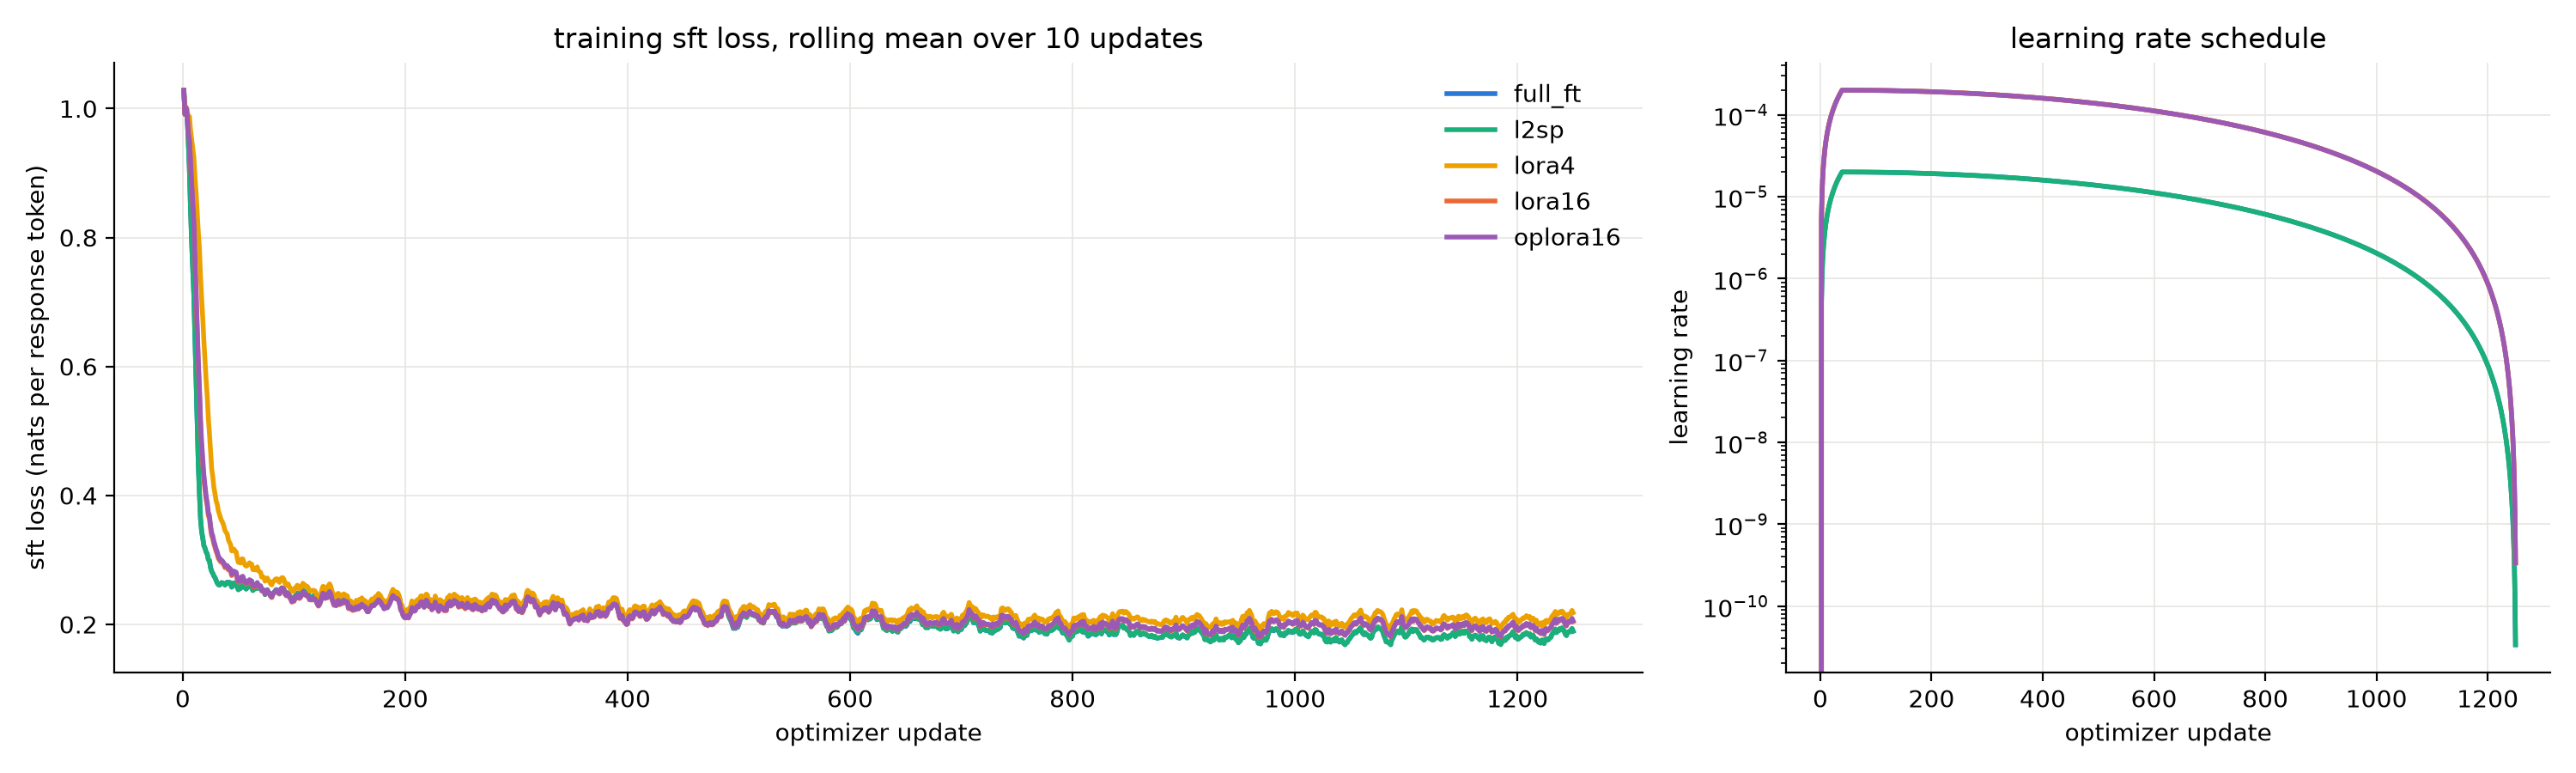 training sft loss, rolling mean over 10 updates
sft loss (nats per response token)
1.0
0.8
0.6
0.4
0.2
0
200
400
600
800
1000
1200
optimizer update
full_ft
l2sp
lora4
lora16
oplora16
learning rate schedule
learning rate
10⁻⁴
10⁻⁵
10⁻⁶
10⁻⁷
10⁻⁸
10⁻⁹
10⁻¹⁰
0
200
400
600
800
1000
1200
optimizer update